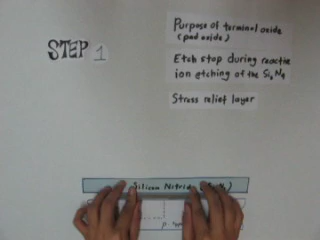 STEP 1
Purpose of terminal oxide
(pad oxide)
Etch stop during reactive
ion etching of the Si3N4
Stress relief layer
Silicon Nitride